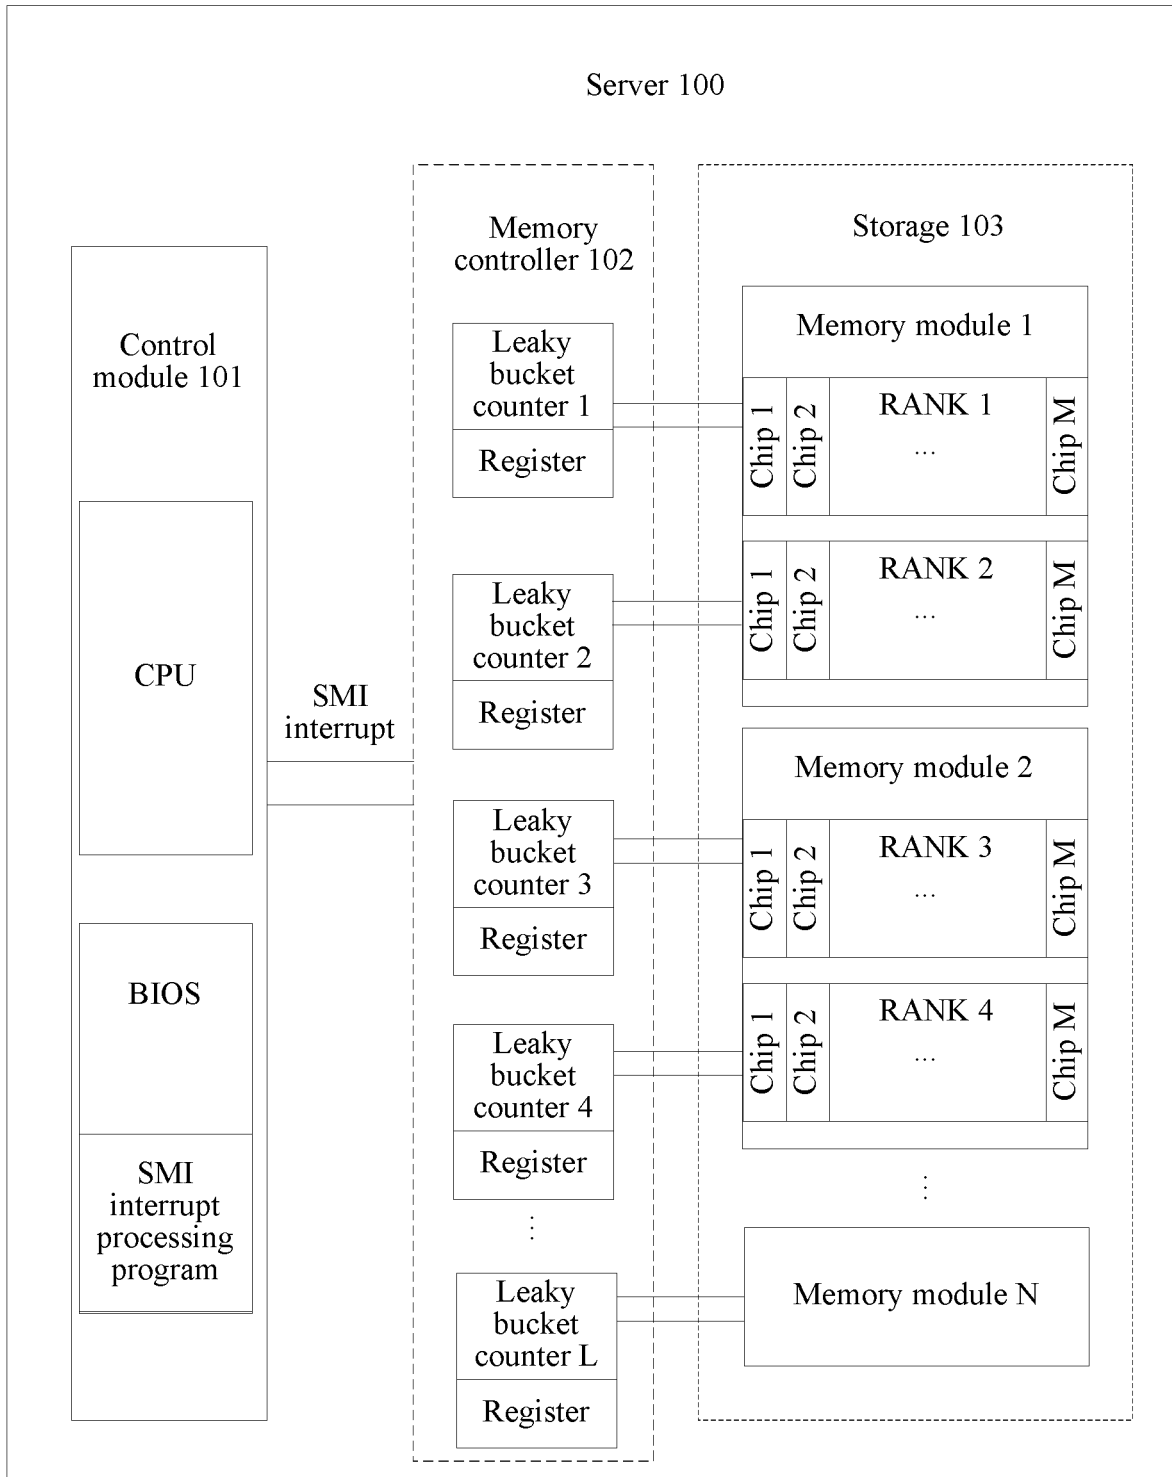 Server 100
Control
module 101
CPU
BIOS
SMI
interrupt
processing
program
SMI
interrupt
Memory
controller 102
Leaky
bucket
counter 1
Register
Leaky
bucket
counter 2
Register
Leaky
bucket
counter 3
Register
Leaky
bucket
counter 4
Register
⋮
Leaky
bucket
counter L
Register
Storage 103
Memory module 1
Chip 1
Chip 2
RANK 1
...
Chip M
Chip 1
Chip 2
RANK 2
...
Chip M
Memory module 2
Chip 1
Chip 2
RANK 3
...
Chip M
Chip 1
Chip 2
RANK 4
...
Chip M
⋮
Memory module N